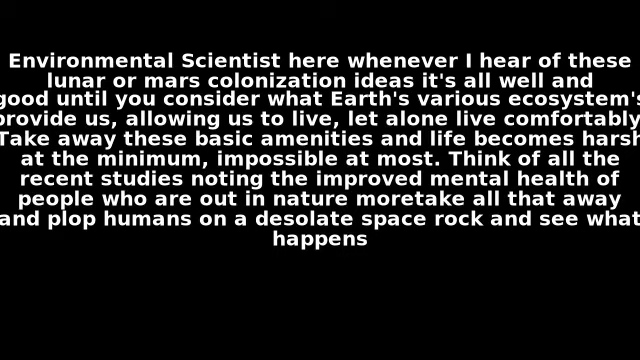 Environmental Scientist here whenever I hear of these
lunar or mars colonization ideas it's all well and
good until you consider what Earth's various ecosystem's
provide us, allowing us to live, let alone live comfortably
Take away these basic amenities and life becomes harsh
at the minimum, impossible at most. Think of all the
recent studies noting the improved mental health of
people who are out in nature moretake all that away
and plop humans on a desolate space rock and see what
happens